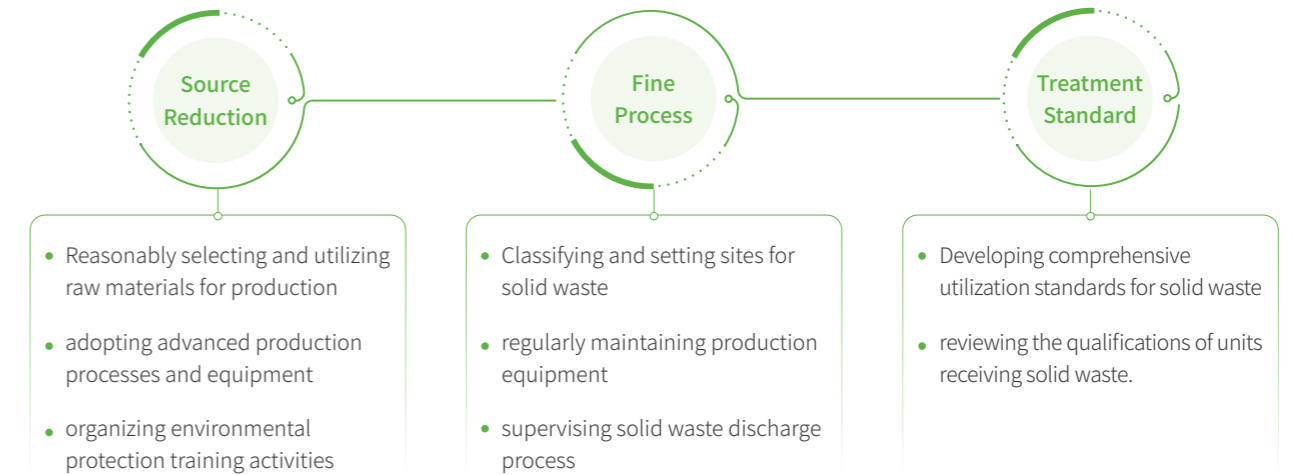 Source
Reduction
Fine
Process
Treatment
Standard
Reasonably selecting and utilizing
raw materials for production
adopting advanced production
processes and equipment
organizing environmental
protection training activities
Classifying and setting sites for
solid waste
regularly maintaining production
equipment
supervising solid waste discharge
process
Developing comprehensive
utilization standards for solid waste
reviewing the qualifications of units
receiving solid waste.